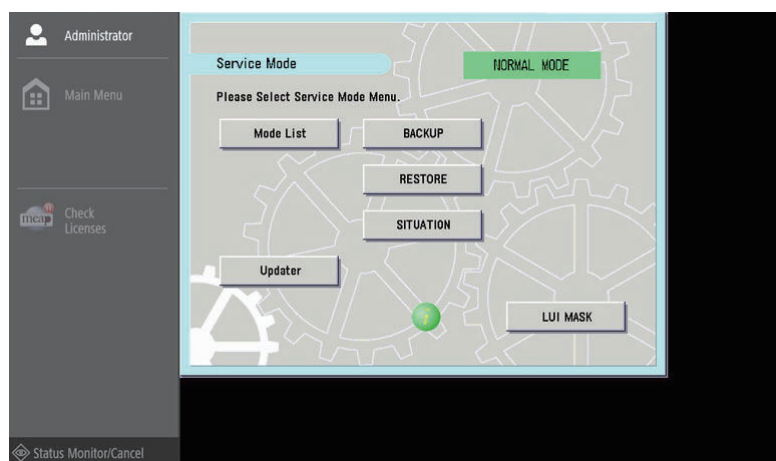 Administrator
Main Menu
meap
Check
Licenses
Status Monitor/Cancel
Service Mode
NORMAL MODE
Please Select Service Mode Menu.
Mode List
BACKUP
RESTORE
SITUATION
Updater
i
LUI MASK